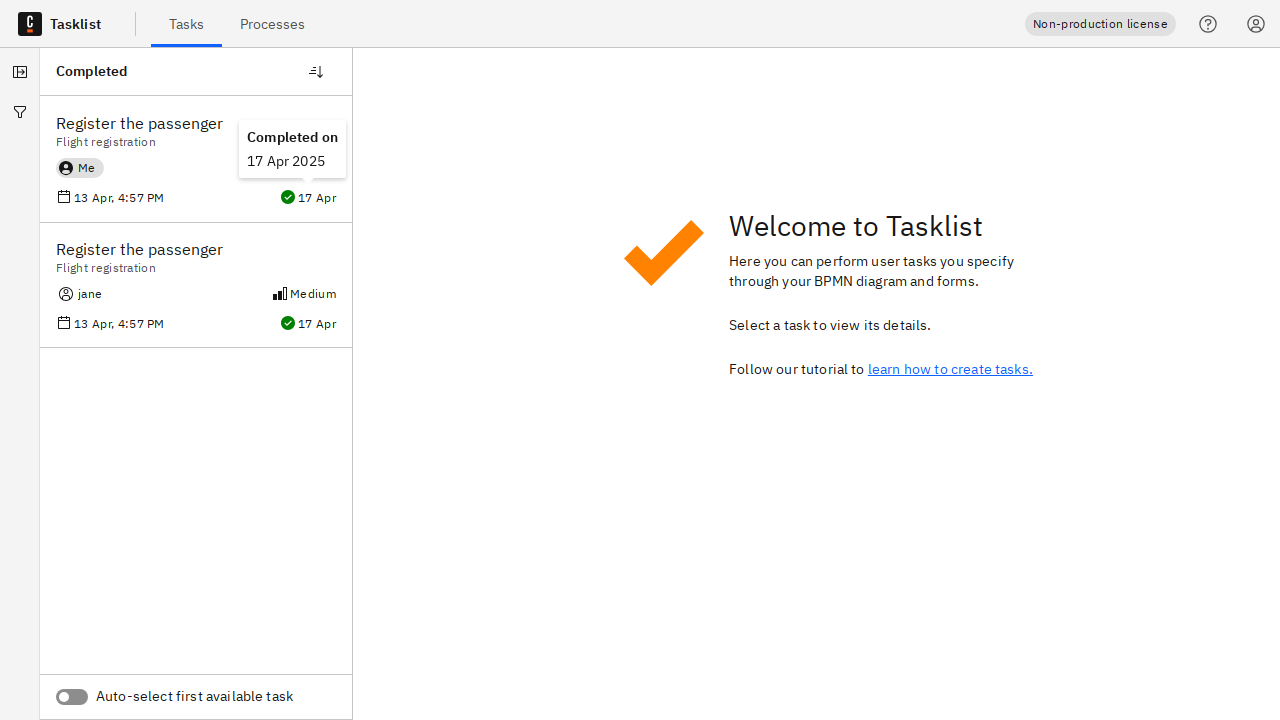 Tasklist
Tasks
Processes
Non-production license
Completed
Register the passenger
Flight registration
Completed on
17 Apr 2025
Me
13 Apr, 4:57 PM
17 Apr
Register the passenger
Flight registration
jane
Medium
13 Apr, 4:57 PM
17 Apr
Auto-select first available task
Welcome to Tasklist
Here you can perform user tasks you specify
through your BPMN diagram and forms.
Select a task to view its details.
Follow our tutorial to learn how to create tasks.